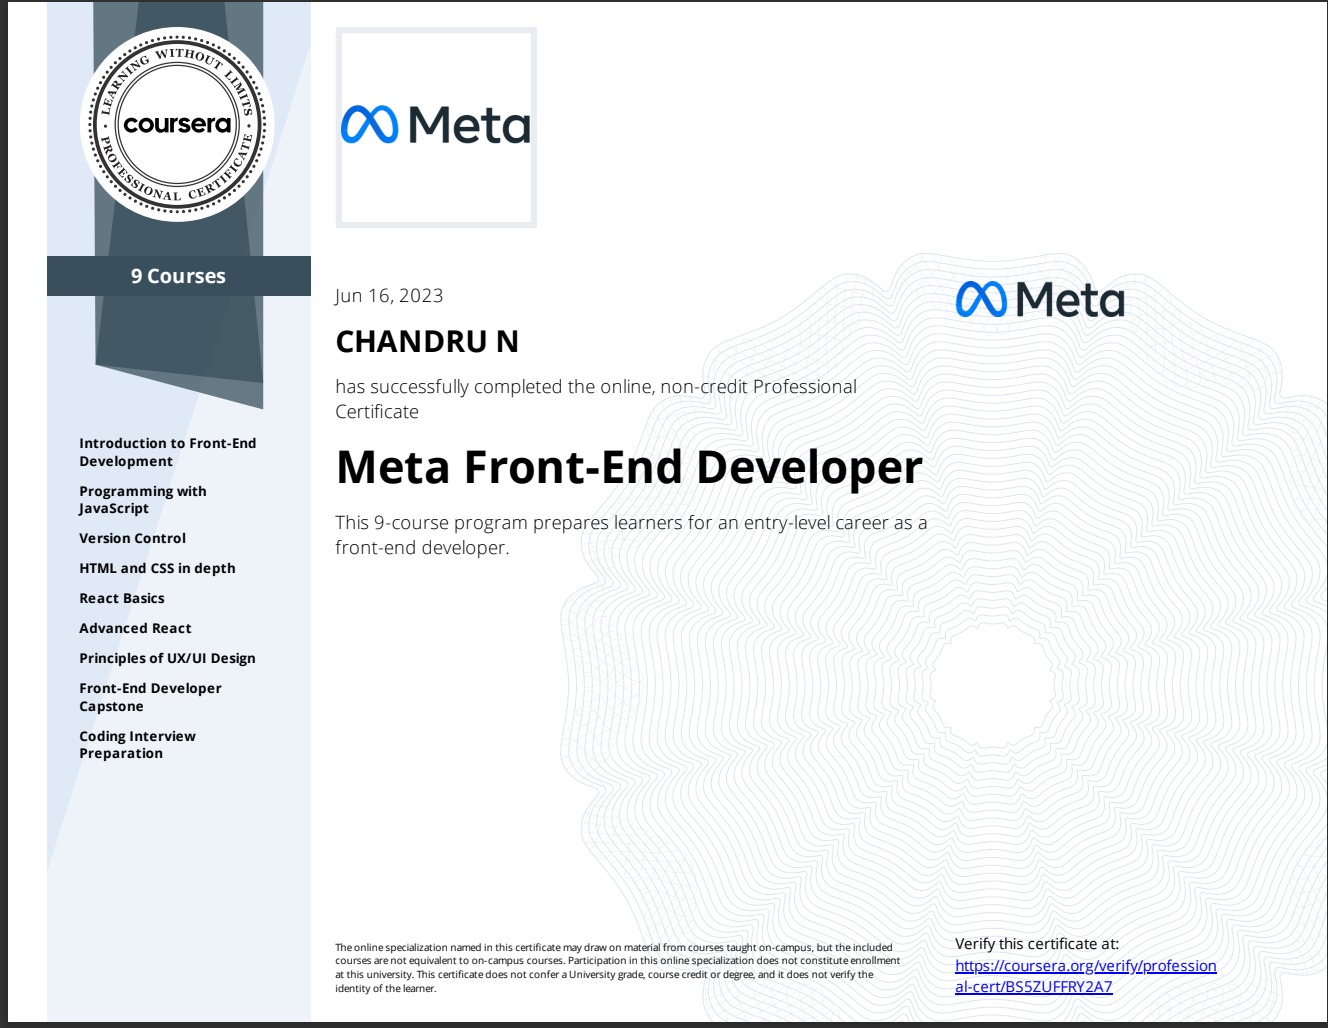 LEARNING WITHOUT LIMITS
coursera
PROFESSIONAL CERTIFICATE
9 Courses
Introduction to Front-End
Development
Programming with
JavaScript
Version Control
HTML and CSS in depth
React Basics
Advanced React
Principles of UX/UI Design
Front-End Developer
Capstone
Coding Interview
Preparation
Meta
Jun 16, 2023
CHANDRU N
has successfully completed the online, non-credit Professional
Certificate
Meta Front-End Developer
This 9-course program prepares learners for an entry-level career as a
front-end developer.
Meta
The online specialization named in this certificate may draw on material from courses taught on-campus, but the included
courses are not equivalent to on-campus courses. Participation in this online specialization does not constitute enrollment
at this university. This certificate does not confer a University grade, course credit or degree, and it does not verify the
identity of the learner.
Verify this certificate at:
https://coursera.org/verify/profession
al-cert/BS5ZUFFRY2A7